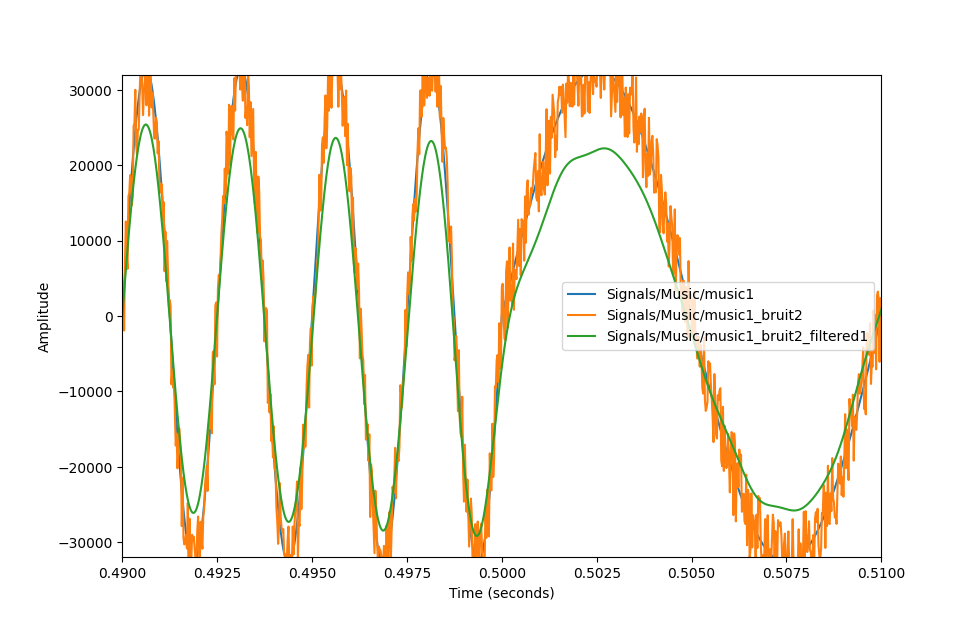 30000
20000
10000
0
−10000
−20000
−30000
Amplitude
Signals/Music/music1
Signals/Music/music1_bruit2
Signals/Music/music1_bruit2_filtered1
0.4900 0.4925 0.4950 0.4975 0.5000 0.5025 0.5050 0.5075 0.5100
Time (seconds)